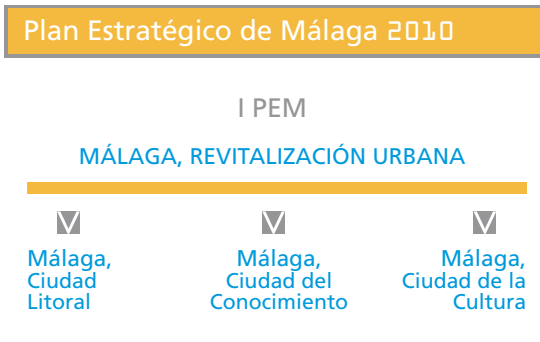 Plan Estratégico de Málaga 2010
I PEM
MÁLAGA, REVITALIZACIÓN URBANA
Málaga,
Ciudad
Litoral
Málaga,
Ciudad del
Conocimiento
Málaga,
Ciudad de la
Cultura